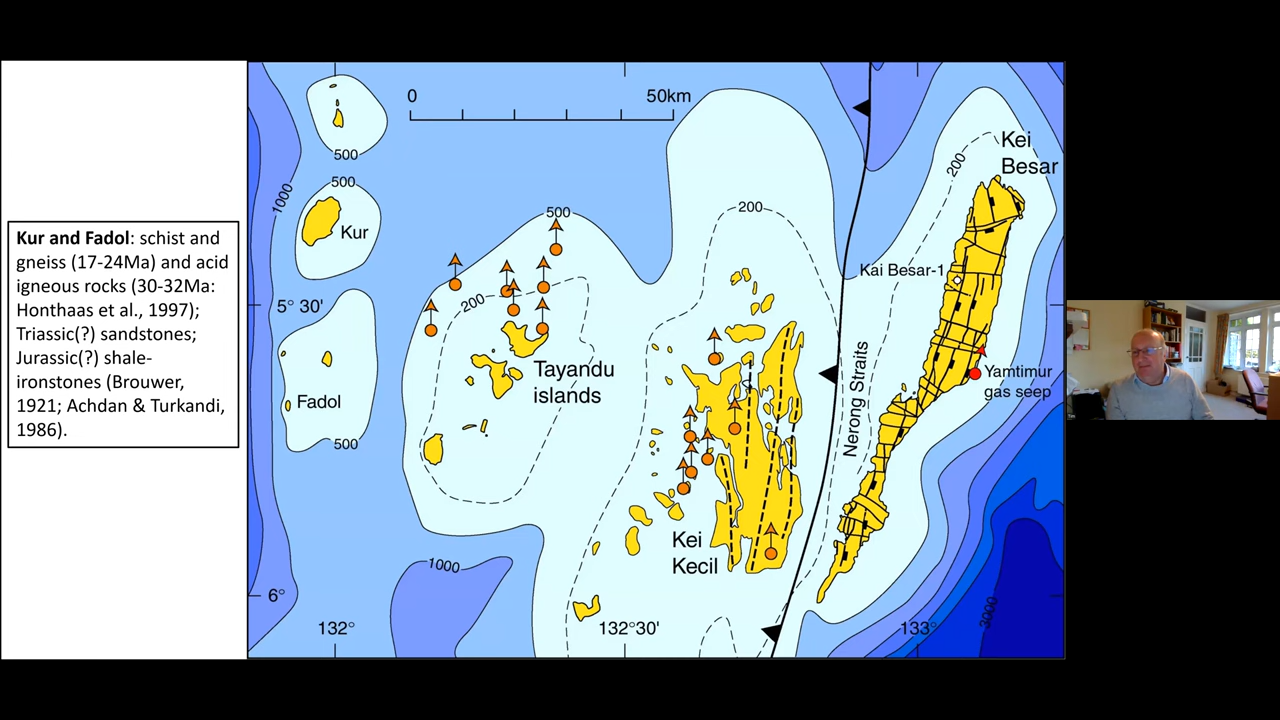 Kur and Fadol: schist and
gneiss (17-24Ma) and acid
igneous rocks (30-32Ma:
Honthaas et al., 1997);
Triassic(?) sandstones;
Jurassic(?) shale-
ironstones (Brouwer,
1921; Achdan & Turkandi,
1986).
0 50km
Kei
Besar
200
500
500
1000
Kur
500
200
Kai Besar-1
5° 30'
200
Tayandu
islands
Nerong Straits
Yamtimur
gas seep
Fadol
500
Kei
Kecil
1000
6°
3000
132°
132°30'
133°